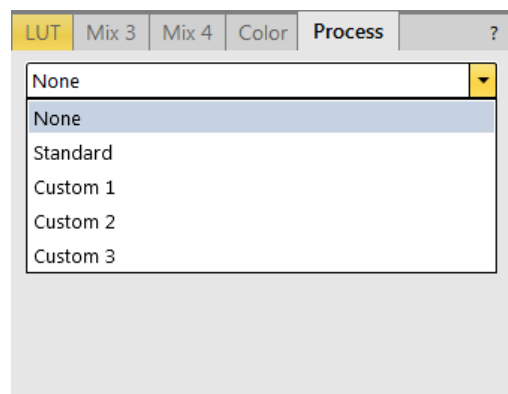 LUT Mix 3 Mix 4 Color Process ?
None
None
Standard
Custom 1
Custom 2
Custom 3